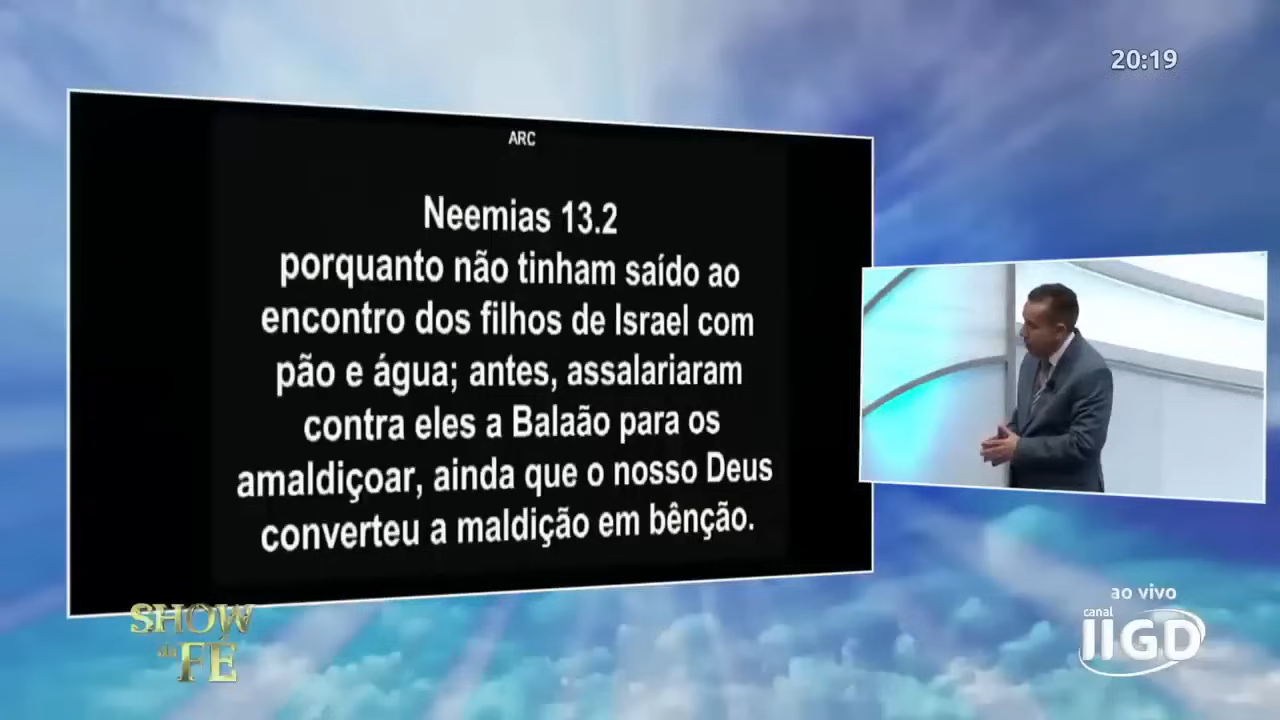 20:19
ARC
Neemias 13.2
porquanto não tinham saído ao
encontro dos filhos de Israel com
pão e água; antes, assalariaram
contra eles a Balaão para os
amaldiçoar, ainda que o nosso Deus
converteu a maldição em bênção.
SHOW
da FÉ
ao vivo
canal
IIGD